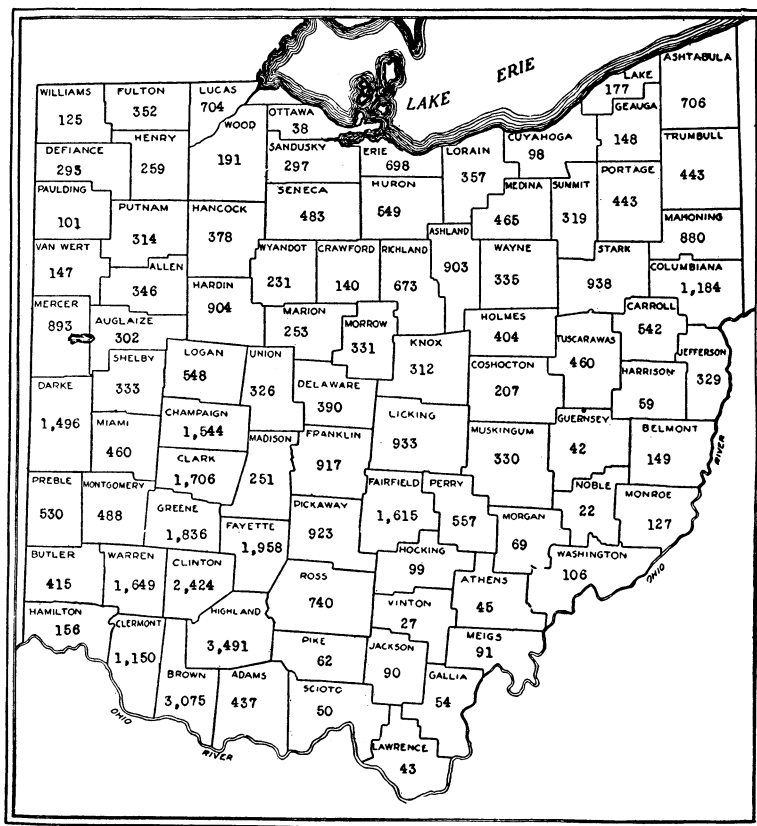 LAKE ERIE
WILLIAMS
125
FULTON
352
LUCAS
704
OTTAWA
38
LAKE
177
ASHTABULA
706
GEAUGA
148
DEFIANCE
293
HENRY
259
WOOD
191
SANDUSKY
297
ERIE
698
LORAIN
357
CUYAHOGA
98
TRUMBULL
443
PAULDING
101
PUTNAM
314
HANCOCK
378
SENECA
483
HURON
549
MEDINA
465
SUMMIT
319
PORTAGE
443
MAHONING
880
VAN WERT
147
ALLEN
346
HARDIN
904
WYANDOT
231
CRAWFORD
140
RICHLAND
673
ASHLAND
903
WAYNE
335
STARK
938
COLUMBIANA
1,184
MERCER
893
AUGLAIZE
302
MARION
253
MORROW
331
KNOX
312
HOLMES
404
TUSCARAWAS
460
CARROLL
542
JEFFERSON
329
SHELBY
333
LOGAN
548
UNION
326
DELAWARE
390
COSHOCTON
207
HARRISON
59
DARKE
1,496
MIAMI
460
CHAMPAIGN
1,544
LICKING
933
MUSKINGUM
330
GUERNSEY
42
BELMONT
149
CLARK
1,706
MADISON
251
FRANKLIN
917
PREBLE
530
MONTGOMERY
488
GREENE
1,836
FAYETTE
1,958
PICKAWAY
923
FAIRFIELD
1,615
PERRY
557
MORGAN
69
NOBLE
22
MONROE
127
BUTLER
415
WARREN
1,649
CLINTON
2,424
ROSS
740
HOCKING
99
ATHENS
45
WASHINGTON
106
HAMILTON
156
CLERMONT
1,150
HIGHLAND
3,491
PIKE
62
VINTON
27
JACKSON
90
MEIGS
91
BROWN
3,075
ADAMS
437
SCIOTO
50
GALLIA
54
LAWRENCE
43
OHIO RIVER
OHIO RIVER